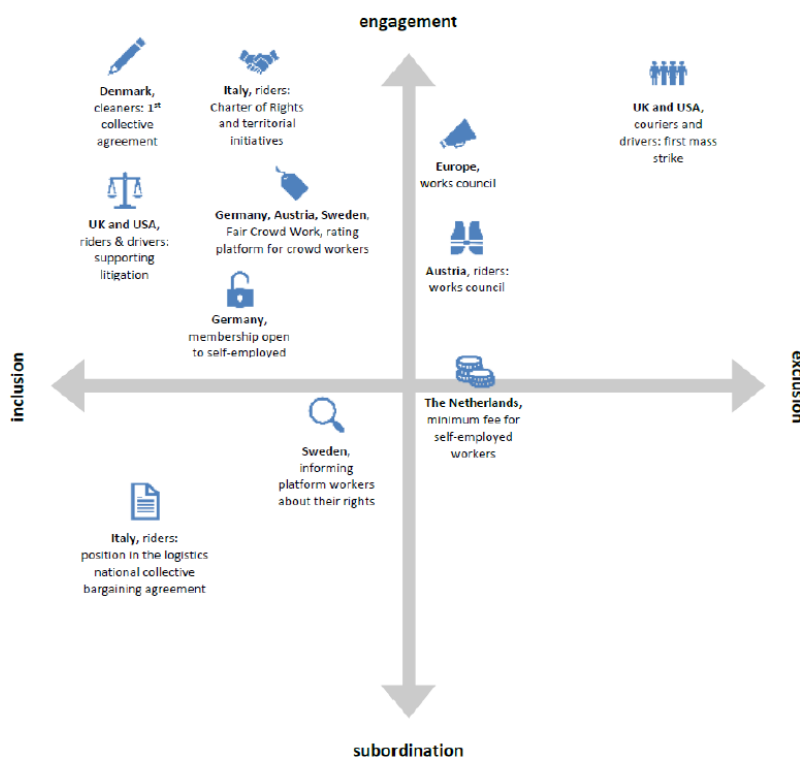 engagement
Denmark,
cleaners: 1st
collective
agreement
Italy, riders:
Charter of Rights
and territorial
initiatives
UK and USA,
couriers and
drivers: first mass
strike
Europe,
works council
UK and USA,
riders & drivers:
supporting
litigation
Germany, Austria, Sweden,
Fair Crowd Work, rating
platform for crowd workers
Austria, riders:
works council
Germany,
membership open
to self-employed
inclusion
exclusion
The Netherlands,
minimum fee for
self-employed
workers
Sweden,
informing
platform workers
about their rights
Italy, riders:
position in the logistics
national collective
bargaining agreement
subordination